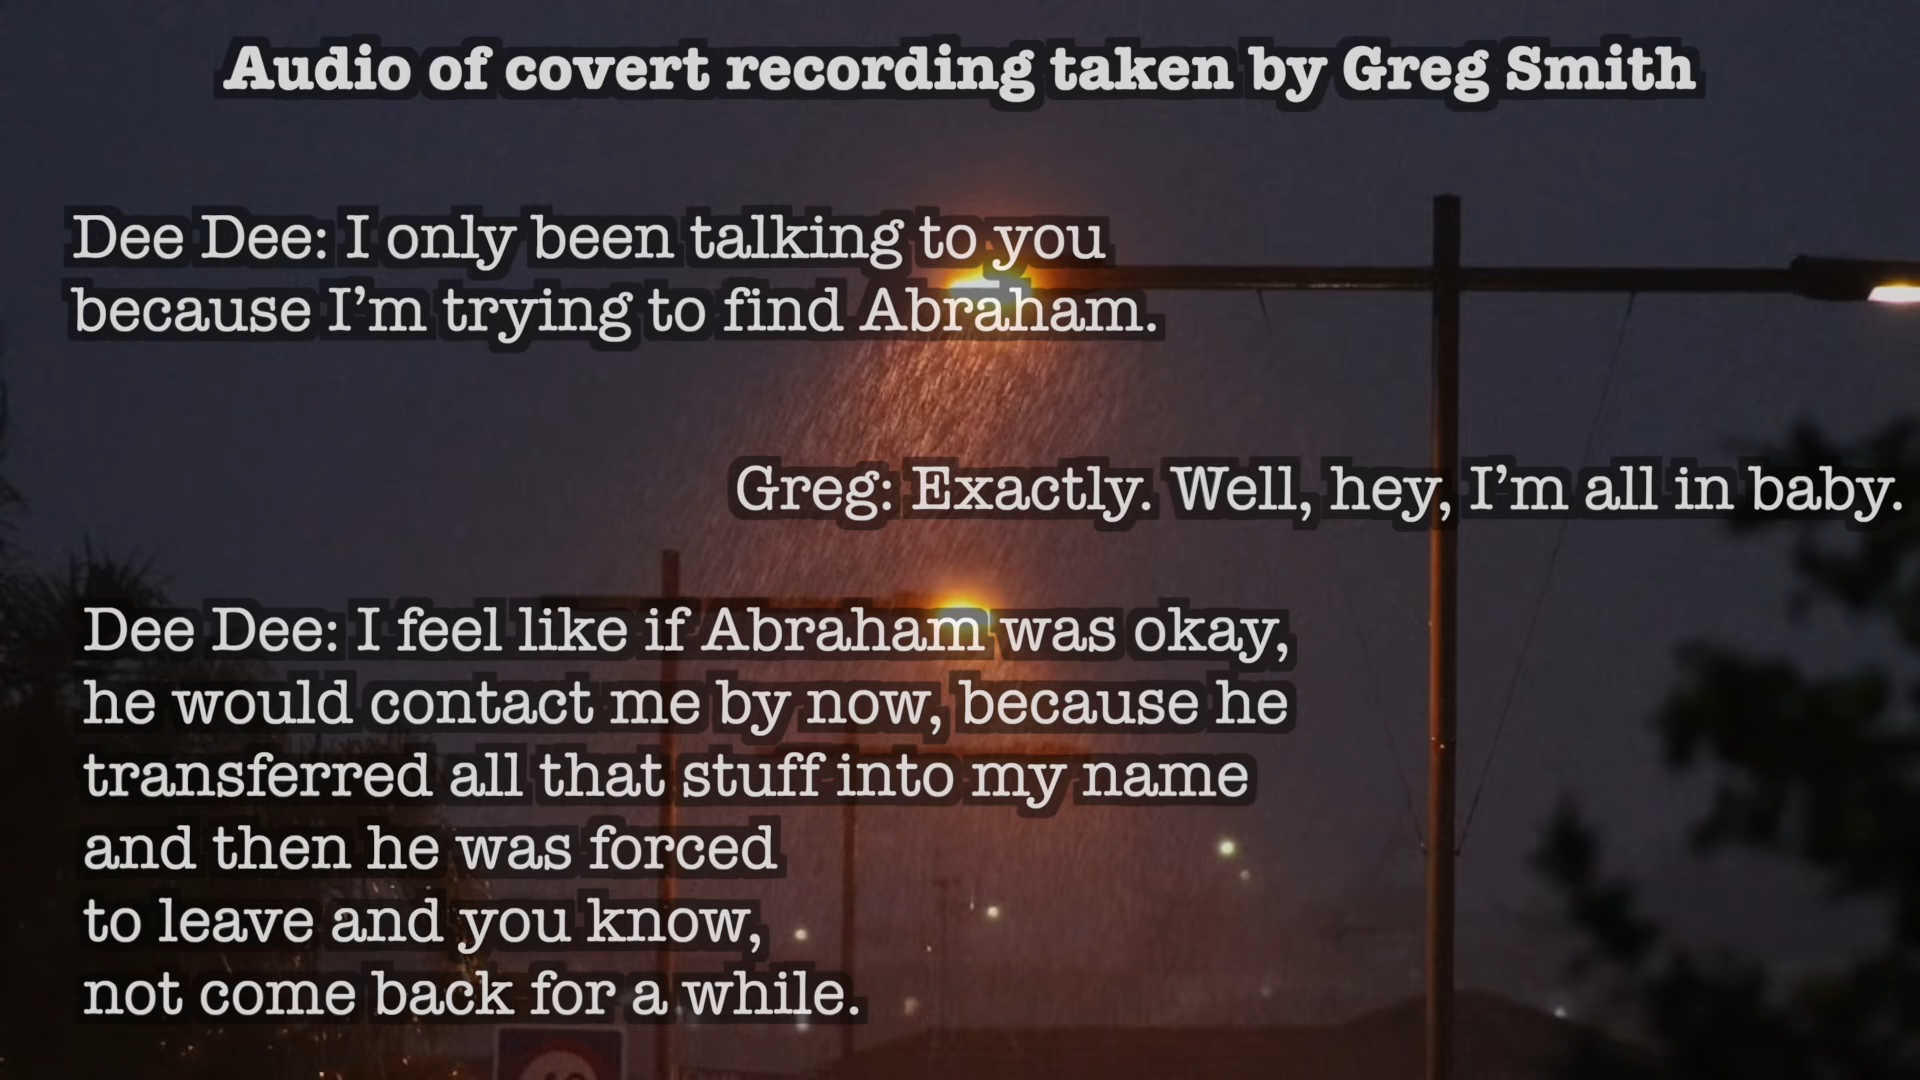 Audio of covert recording taken by Greg Smith
Dee Dee: I only been talking to you
because I’m trying to find Abraham.
Greg: Exactly. Well, hey, I’m all in baby.
Dee Dee: I feel like if Abraham was okay,
he would contact me by now, because he
transferred all that stuff into my name
and then he was forced
to leave and you know,
not come back for a while.